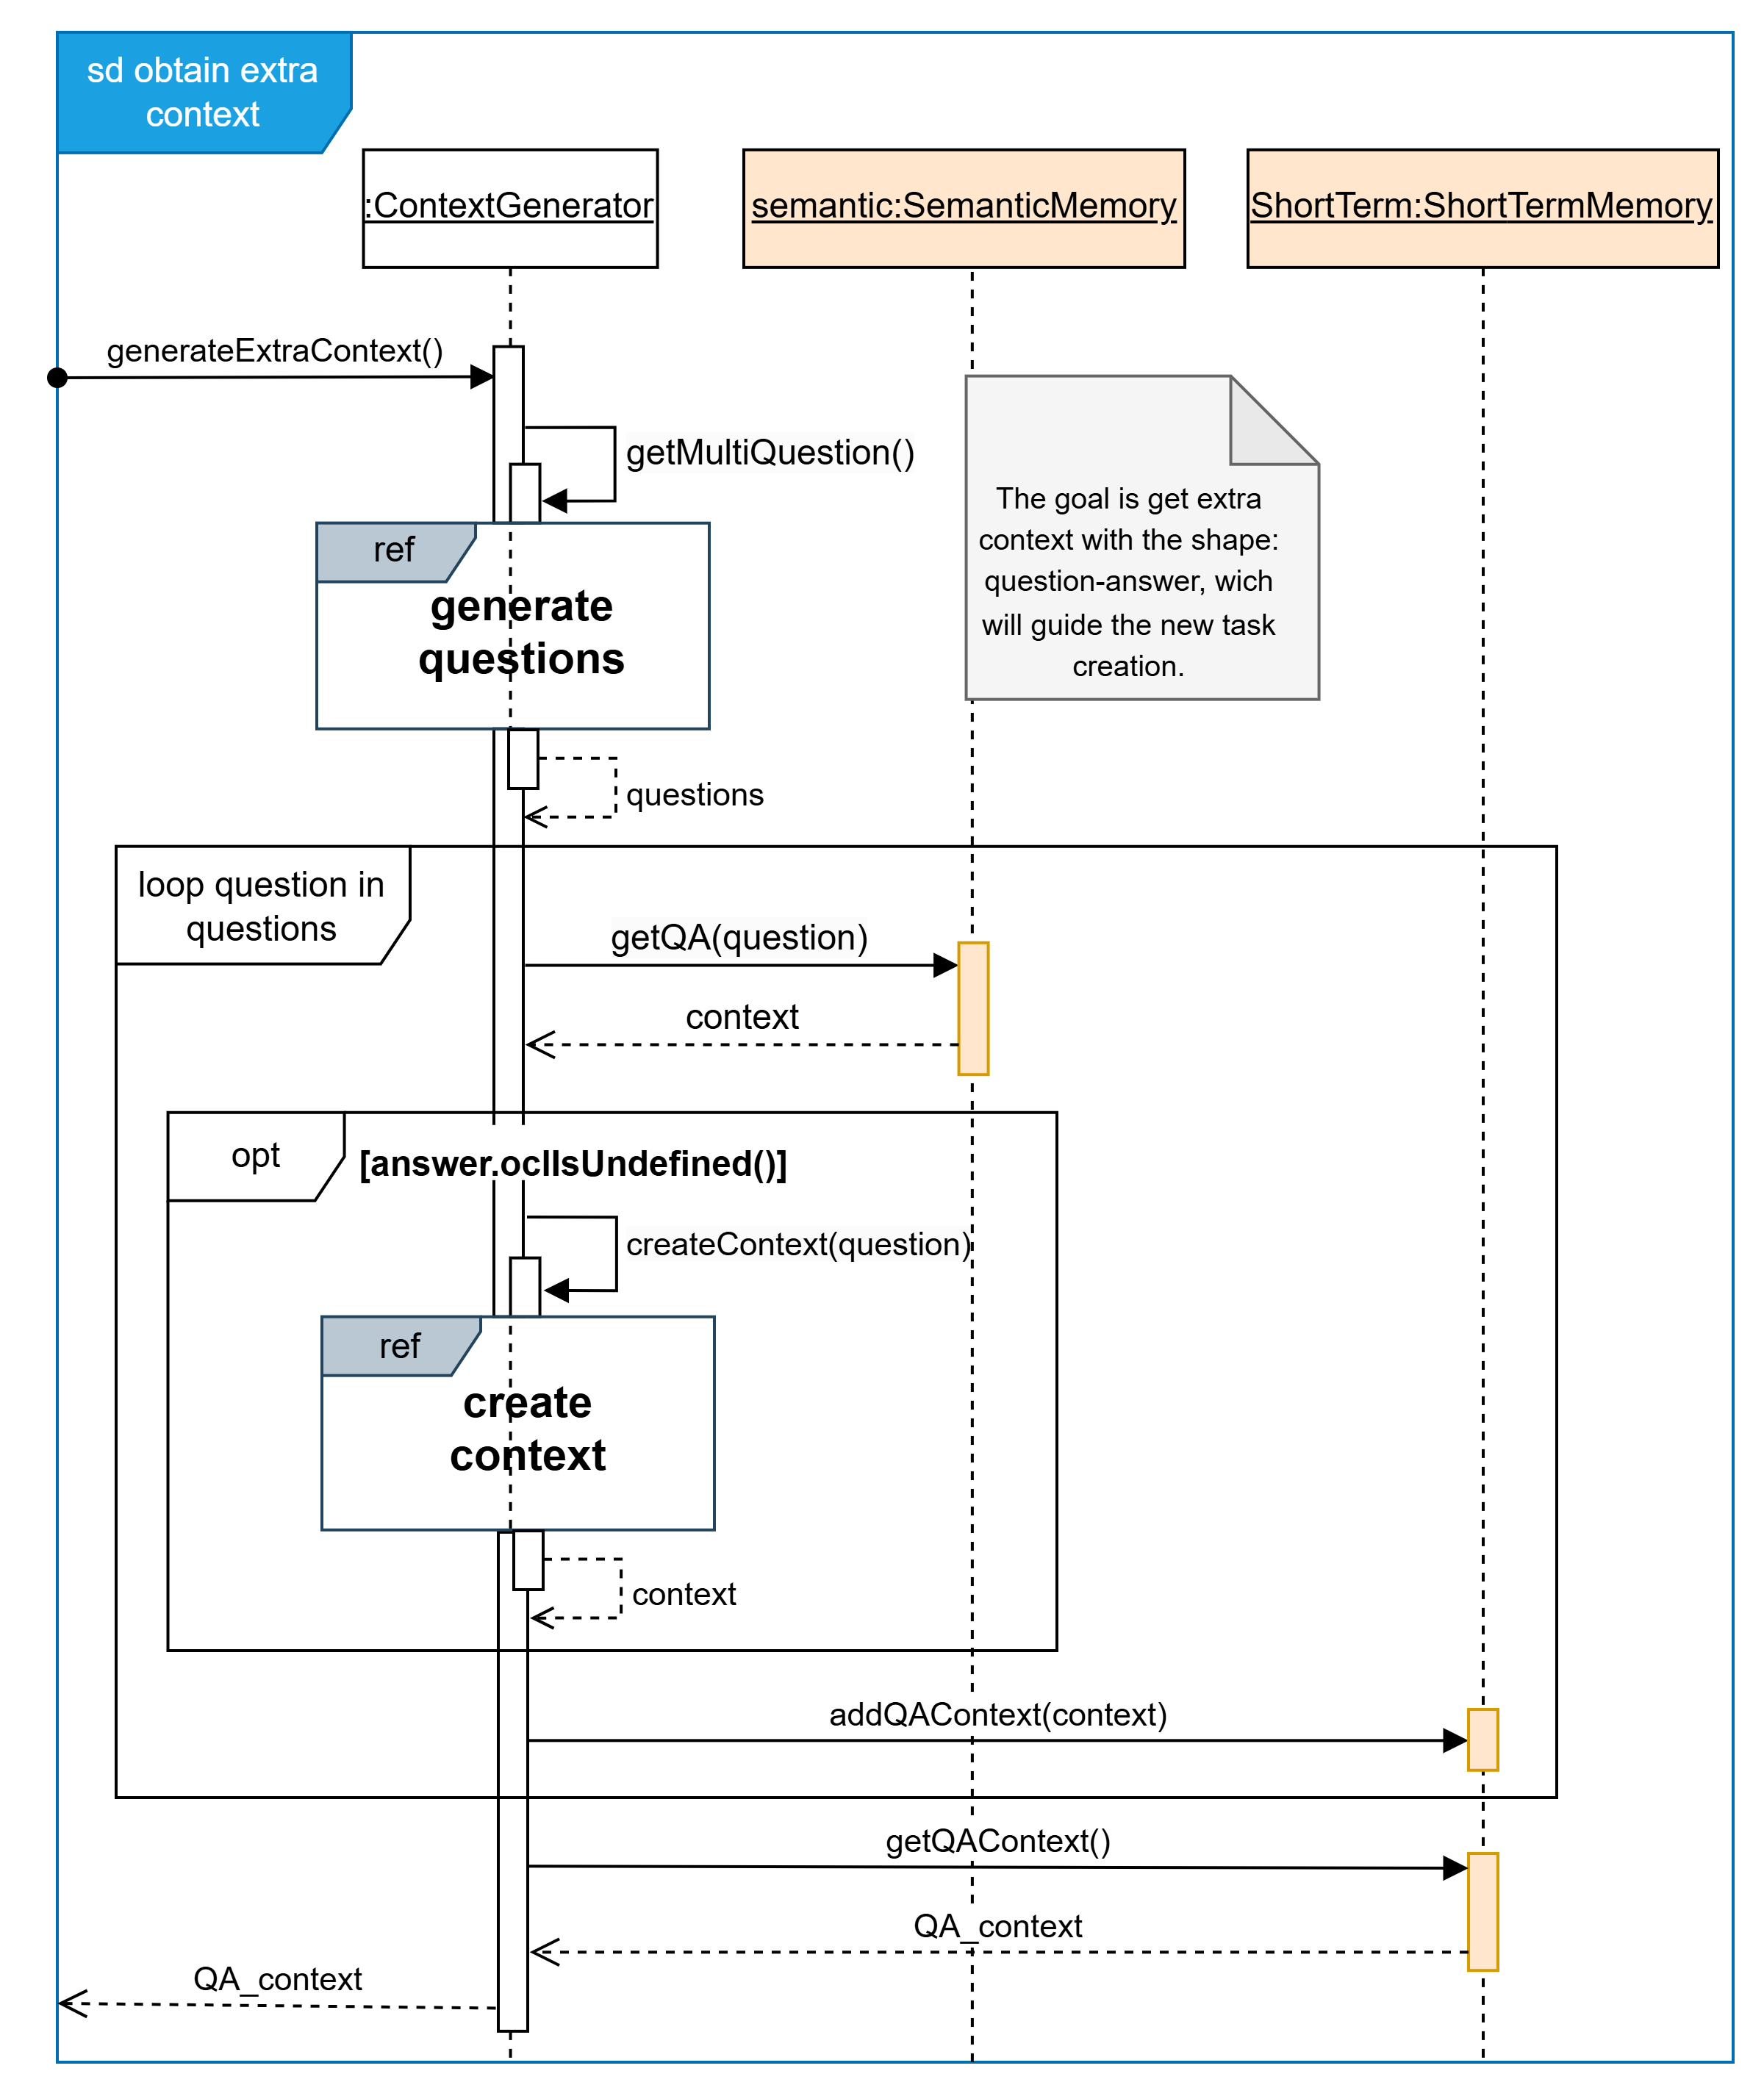 sd obtain extra
context
:ContextGenerator
semantic:SemanticMemory
ShortTerm:ShortTermMemory
generateExtraContext()
getMultiQuestion()
The goal is get extra
context with the shape:
question-answer, wich
will guide the new task
creation.
ref
generate
questions
questions
loop question in
questions
getQA(question)
context
opt
[answer.oclIsUndefined()]
createContext(question)
ref
create
context
context
addQAContext(context)
getQAContext()
QA_context
QA_context